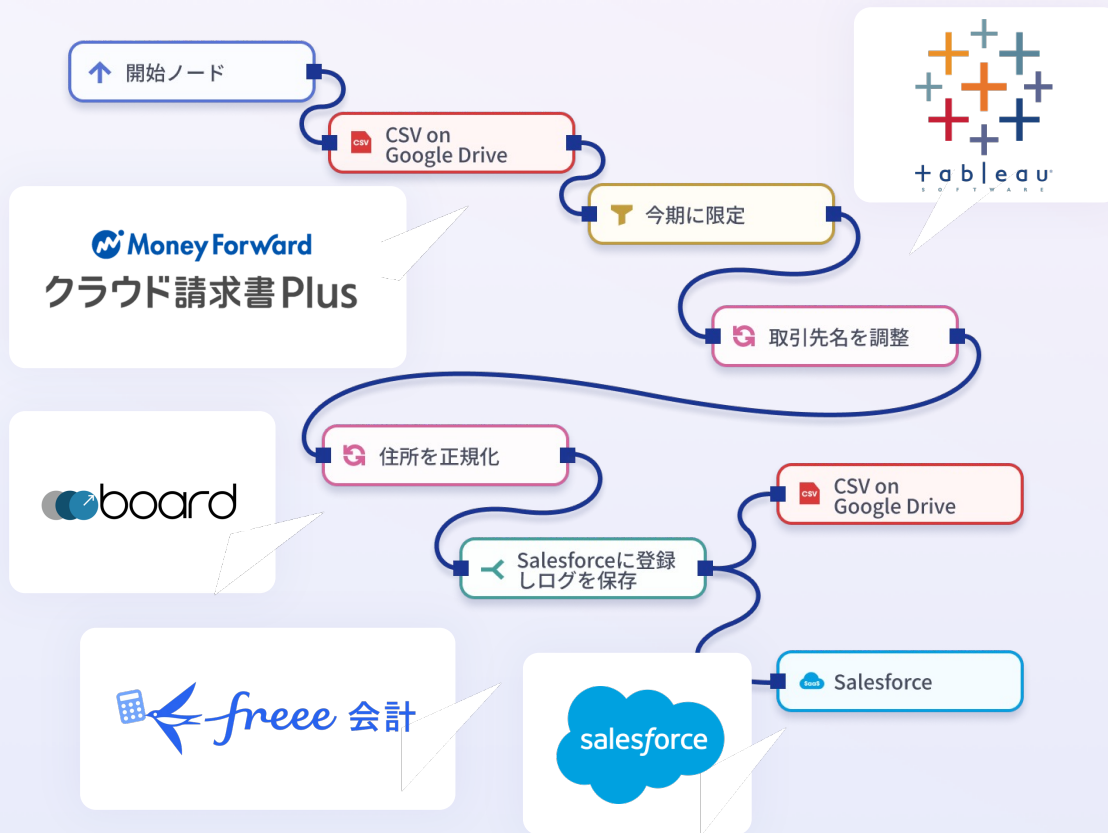 開始ノード
CSV
CSV on
Google Drive
今期に限定
+ableau
SOFTWARE
Money Forward
クラウド請求書Plus
取引先名を調整
住所を正規化
board
Salesforceに登録
しログを保存
CSV
CSV on
Google Drive
freee 会計
salesforce
SaaS
Salesforce